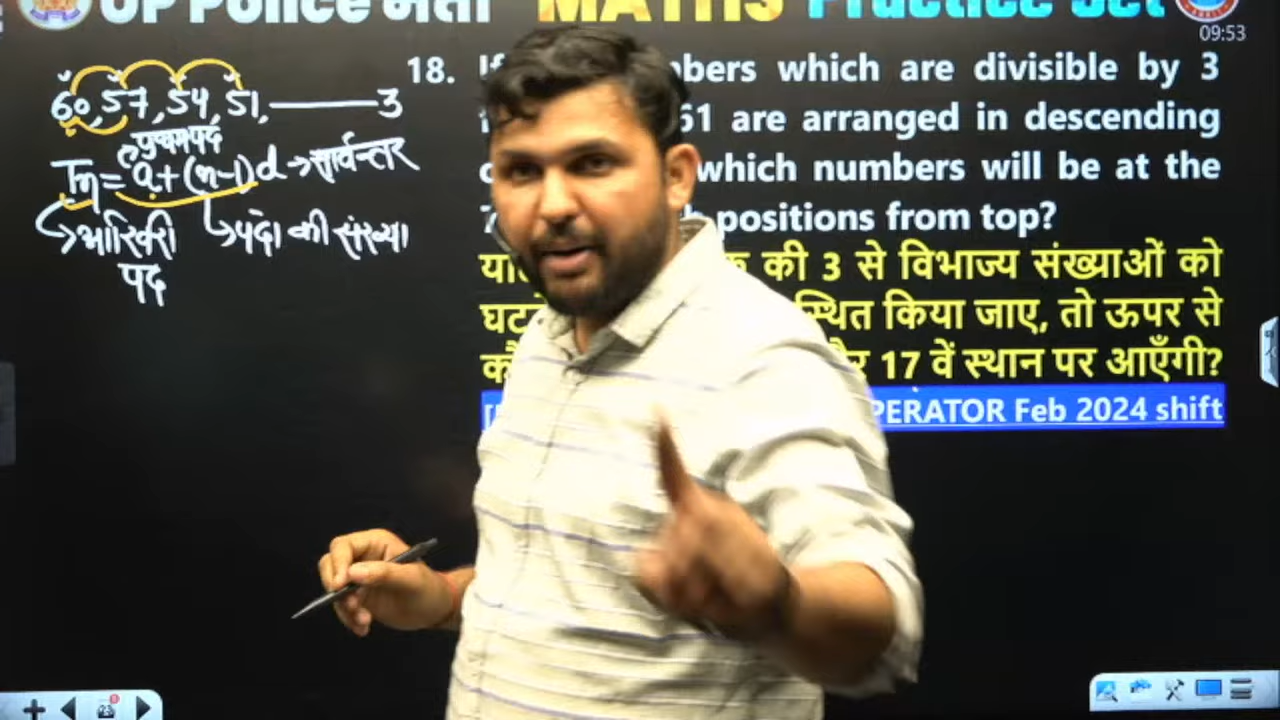 UP Police भर्ती MATHS Practice Set
09:53
60, 57, 54, 51, 3
प्रथमपद
Tn = a + (n-1) d → सार्वन्तर
आखिरी पदों की संख्या
पद
18. If bers which are divisible by 3
61 are arranged in descending
which numbers will be at the
7 positions from top?
की 3 से विभाज्य संख्याओं को
स्थित किया जाए, तो ऊपर से
17 वें स्थान पर आएँगी?
PERATOR Feb 2024 shift